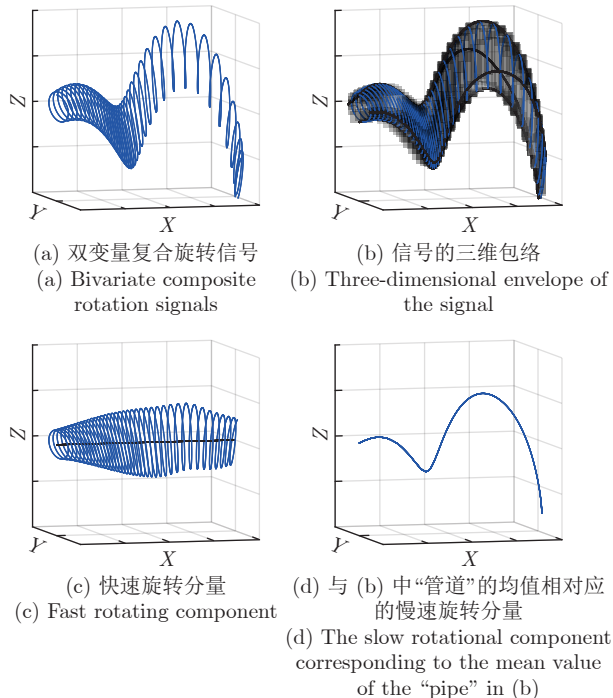 Z
Y
X
(a) 双变量复合旋转信号
(a) Bivariate composite
rotation signals
Z
Y
X
(b) 信号的三维包络
(b) Three-dimensional envelope of
the signal
Z
Y
X
(c) 快速旋转分量
(c) Fast rotating component
Z
Y
X
(d) 与 (b) 中“管道”的均值相对应
的慢速旋转分量
(d) The slow rotational component
corresponding to the mean value
of the “pipe” in (b)